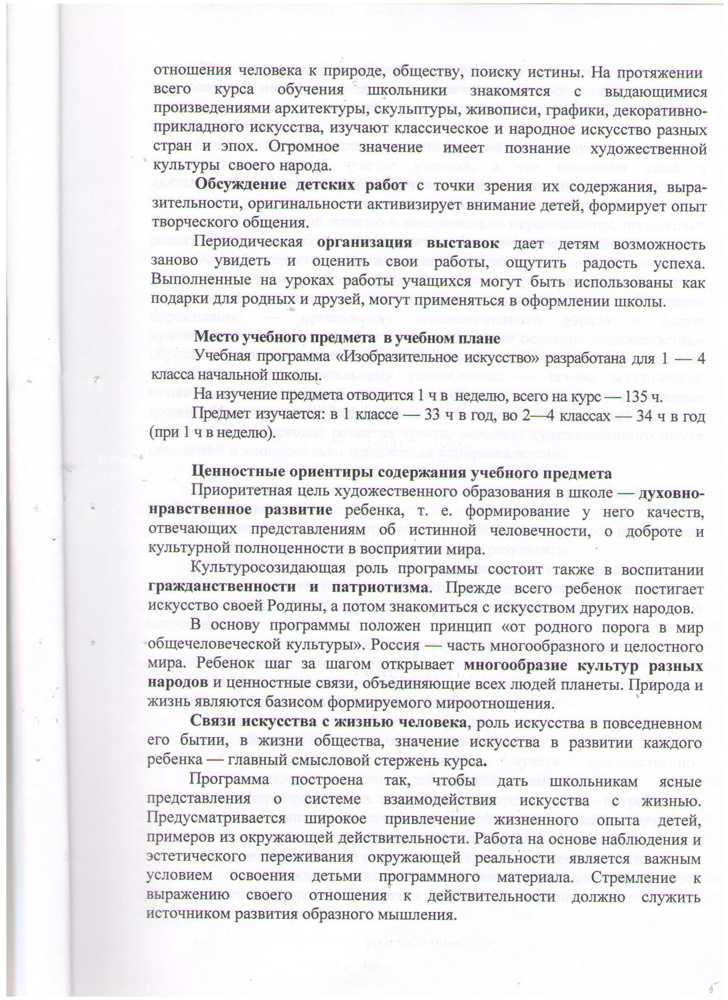 отношения человека к природе, обществу, поиску истины. На протяжении
всего курса обучения школьники знакомятся с выдающимися
произведениями архитектуры, скульптуры, живописи, графики, декоративно-
прикладного искусства, изучают классическое и народное искусство разных
стран и эпох. Огромное значение имеет познание художественной
культуры своего народа.
Обсуждение детских работ с точки зрения их содержания, выра-
зительности, оригинальности активизирует внимание детей, формирует опыт
творческого общения.
Периодическая организация выставок дает детям возможность
заново увидеть и оценить свои работы, ощутить радость успеха.
Выполненные на уроках работы учащихся могут быть использованы как
подарки для родных и друзей, могут применяться в оформлении школы.
Место учебного предмета в учебном плане
Учебная программа «Изобразительное искусство» разработана для 1 — 4
класса начальной школы.
На изучение предмета отводится 1 ч в неделю, всего на курс — 135 ч.
Предмет изучается: в 1 классе — 33 ч в год, во 2—4 классах — 34 ч в год
(при 1 ч в неделю).
Ценностные ориентиры содержания учебного предмета
Приоритетная цель художественного образования в школе — духовно-
нравственное развитие ребенка, т. е. формирование у него качеств,
отвечающих представлениям об истинной человечности, о доброте и
культурной полноценности в восприятии мира.
Культуросозидающая роль программы состоит также в воспитании
гражданственности и патриотизма. Прежде всего ребенок постигает
искусство своей Родины, а потом знакомиться с искусством других народов.
В основу программы положен принцип «от родного порога в мир
общечеловеческой культуры». Россия — часть многообразного и целостного
мира. Ребенок шаг за шагом открывает многообразие культур разных
народов и ценностные связи, объединяющие всех людей планеты. Природа и
жизнь являются базисом формируемого мироотношения.
Связи искусства с жизнью человека, роль искусства в повседневном
его бытии, в жизни общества, значение искусства в развитии каждого
ребенка — главный смысловой стержень курса.
Программа построена так, чтобы дать школьникам ясные
представления о системе взаимодействия искусства с жизнью.
Предусматривается широкое привлечение жизненного опыта детей,
примеров из окружающей действительности. Работа на основе наблюдения и
эстетического переживания окружающей реальности является важным
условием освоения детьми программного материала. Стремление к
выражению своего отношения к действительности должно служить
источником развития образного мышления.
5